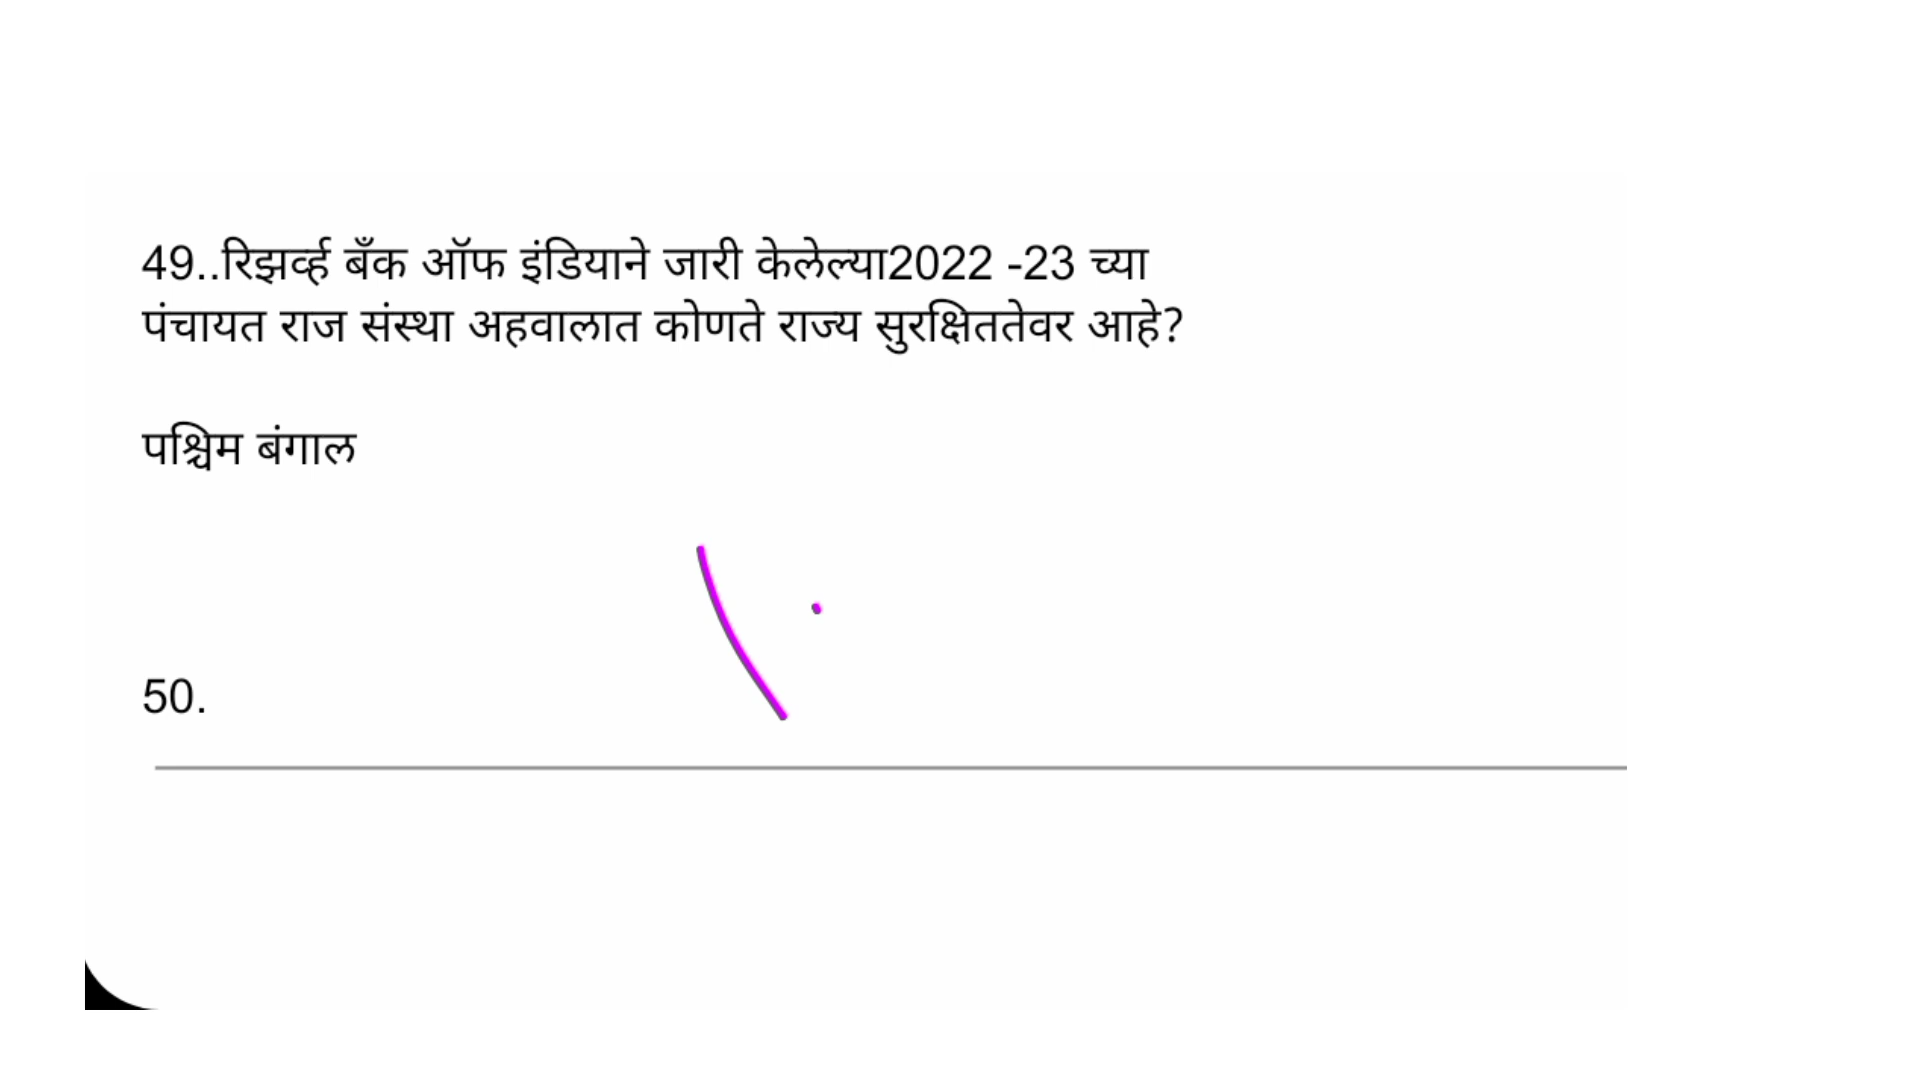 49..रिझर्व्ह बँक ऑफ इंडियाने जारी केलेल्या2022 -23 च्या
पंचायत राज संस्था अहवालात कोणते राज्य सुरक्षिततेवर आहे?
पश्चिम बंगाल
50.